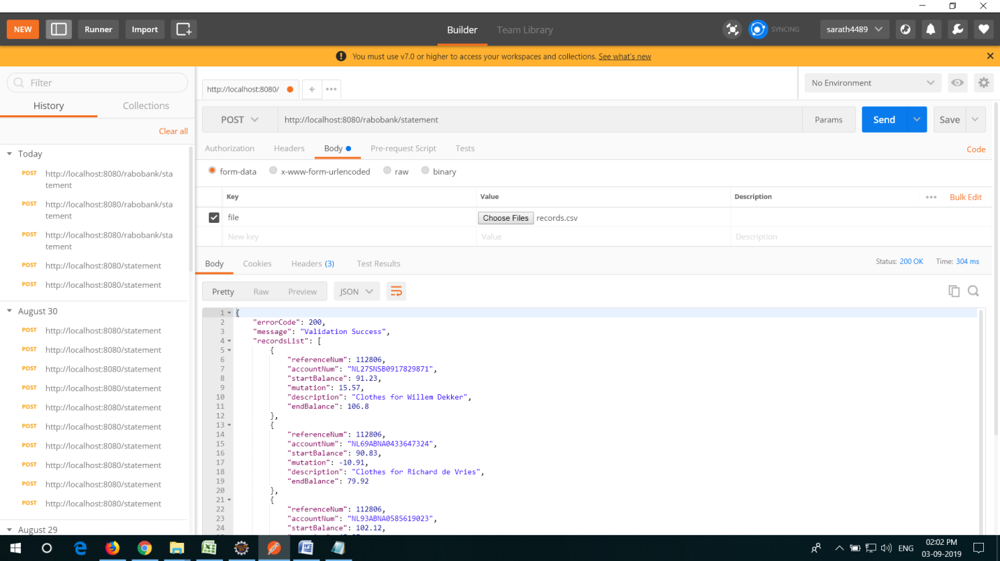 NEW
Runner
Import
Builder
Team Library
SYNCING
sarath4489
You must use v7.0 or higher to access your workspaces and collections. See what's new
Filter
History
Collections
Clear all
Today
POST http://localhost:8080/rabobank/sta
tement
POST http://localhost:8080/rabobank/sta
tement
POST http://localhost:8080/rabobank/sta
tement
POST http://localhost:8080/statement
POST http://localhost:8080/statement
August 30
POST http://localhost:8080/statement
POST http://localhost:8080/statement
POST http://localhost:8080/statement
POST http://localhost:8080/statement
POST http://localhost:8080/statement
POST http://localhost:8080/statement
POST http://localhost:8080/statement
POST http://localhost:8080/statement
POST http://localhost:8080/statement
POST http://localhost:8080/statement
August 29
http://localhost:8080/
+
•••
No Environment
POST
http://localhost:8080/rabobank/statement
Params
Send
Save
Authorization
Headers
Body
Pre-request Script
Tests
Code
form-data
x-www-form-urlencoded
raw
binary
Key
Value
Description
•••
Bulk Edit
file
Choose Files records.csv
New key
Value
Description
Body
Cookies
Headers (3)
Test Results
Status: 200 OK
Time: 304 ms
Pretty
Raw
Preview
JSON
1 {
2 "errorCode": 200,
3 "message": "Validation Success",
4 "recordsList": [
5 {
6 "referenceNum": 112806,
7 "accountNum": "NL27SNSB0917829871",
8 "startBalance": 91.23,
9 "mutation": 15.57,
10 "description": "Clothes for Willem Dekker",
11 "endBalance": 106.8
12 },
13 {
14 "referenceNum": 112806,
15 "accountNum": "NL69ABNA0433647324",
16 "startBalance": 90.83,
17 "mutation": -10.91,
18 "description": "Clothes for Richard de Vries",
19 "endBalance": 79.92
20 },
21 {
22 "referenceNum": 112806,
23 "accountNum": "NL93ABNA0585619023",
24 "startBalance": 102.12,
ENG
02:02 PM
03-09-2019